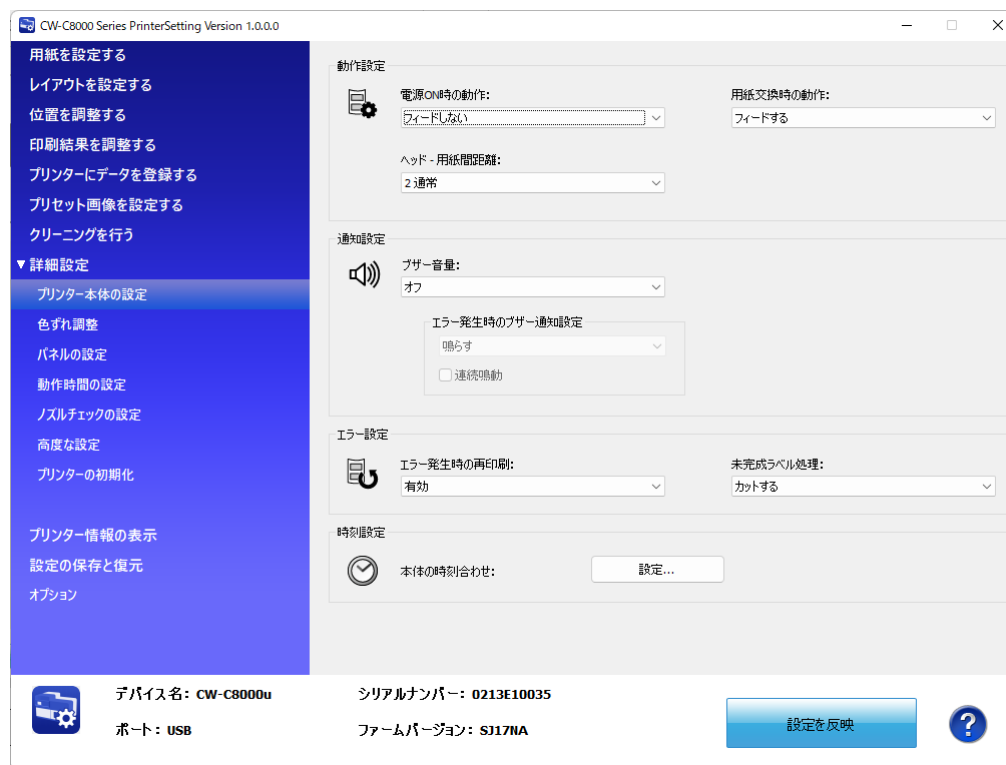 CW-C8000 Series PrinterSetting Version 1.0.0.0
用紙を設定する
レイアウトを設定する
位置を調整する
印刷結果を調整する
プリンターにデータを登録する
プリセット画像を設定する
クリーニングを行う
▼詳細設定
プリンター本体の設定
色ずれ調整
パネルの設定
動作時間の設定
ノズルチェックの設定
高度な設定
プリンターの初期化
プリンター情報の表示
設定の保存と復元
オプション
動作設定
電源ON時の動作: 用紙交換時の動作:
フィードしない フィードする
ヘッド - 用紙間距離:
2 通常
通知設定
ブザー音量:
オフ
エラー発生時のブザー通知設定
鳴らす
連続鳴動
エラー設定
エラー発生時の再印刷: 未完成ラベル処理:
有効 カットする
時刻設定
本体の時刻合わせ: 設定...
デバイス名: CW-C8000u シリアルナンバー: 0213E10035
ポート: USB ファームバージョン: SJ17NA
設定を反映
?